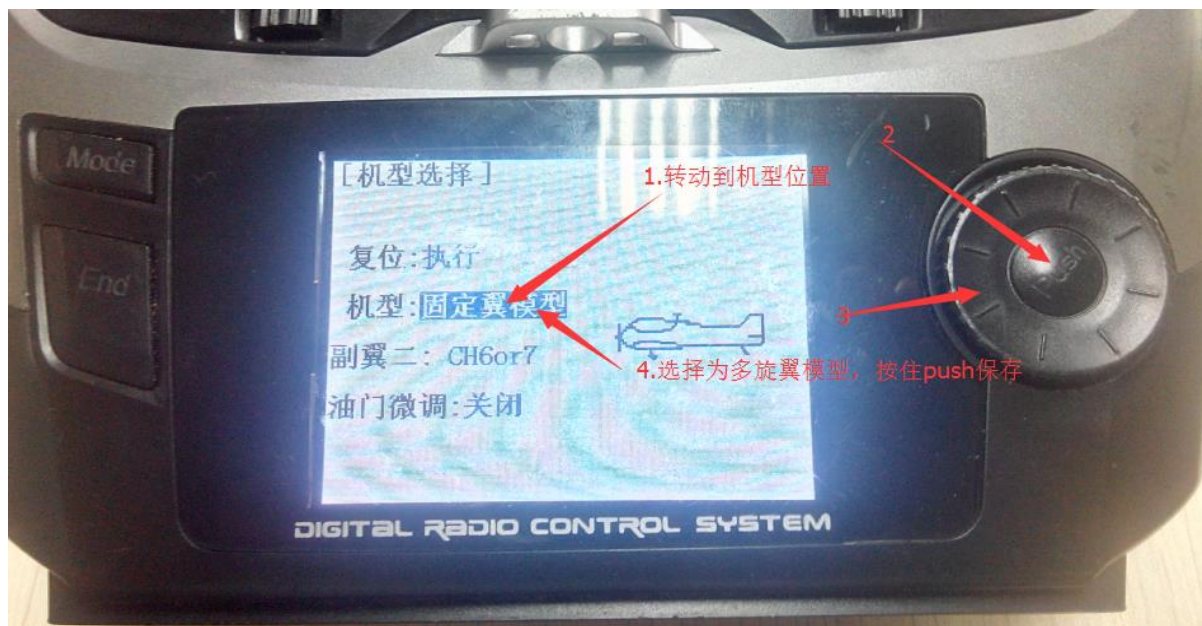 Mode
End
[机型选择]
复位:执行
机型:固定翼模型
副翼二: CH6or7
油门微调:关闭
1.转动到机型位置
2
Push
3
4.选择为多旋翼模型，按住push保存
DIGITAL RADIO CONTROL SYSTEM